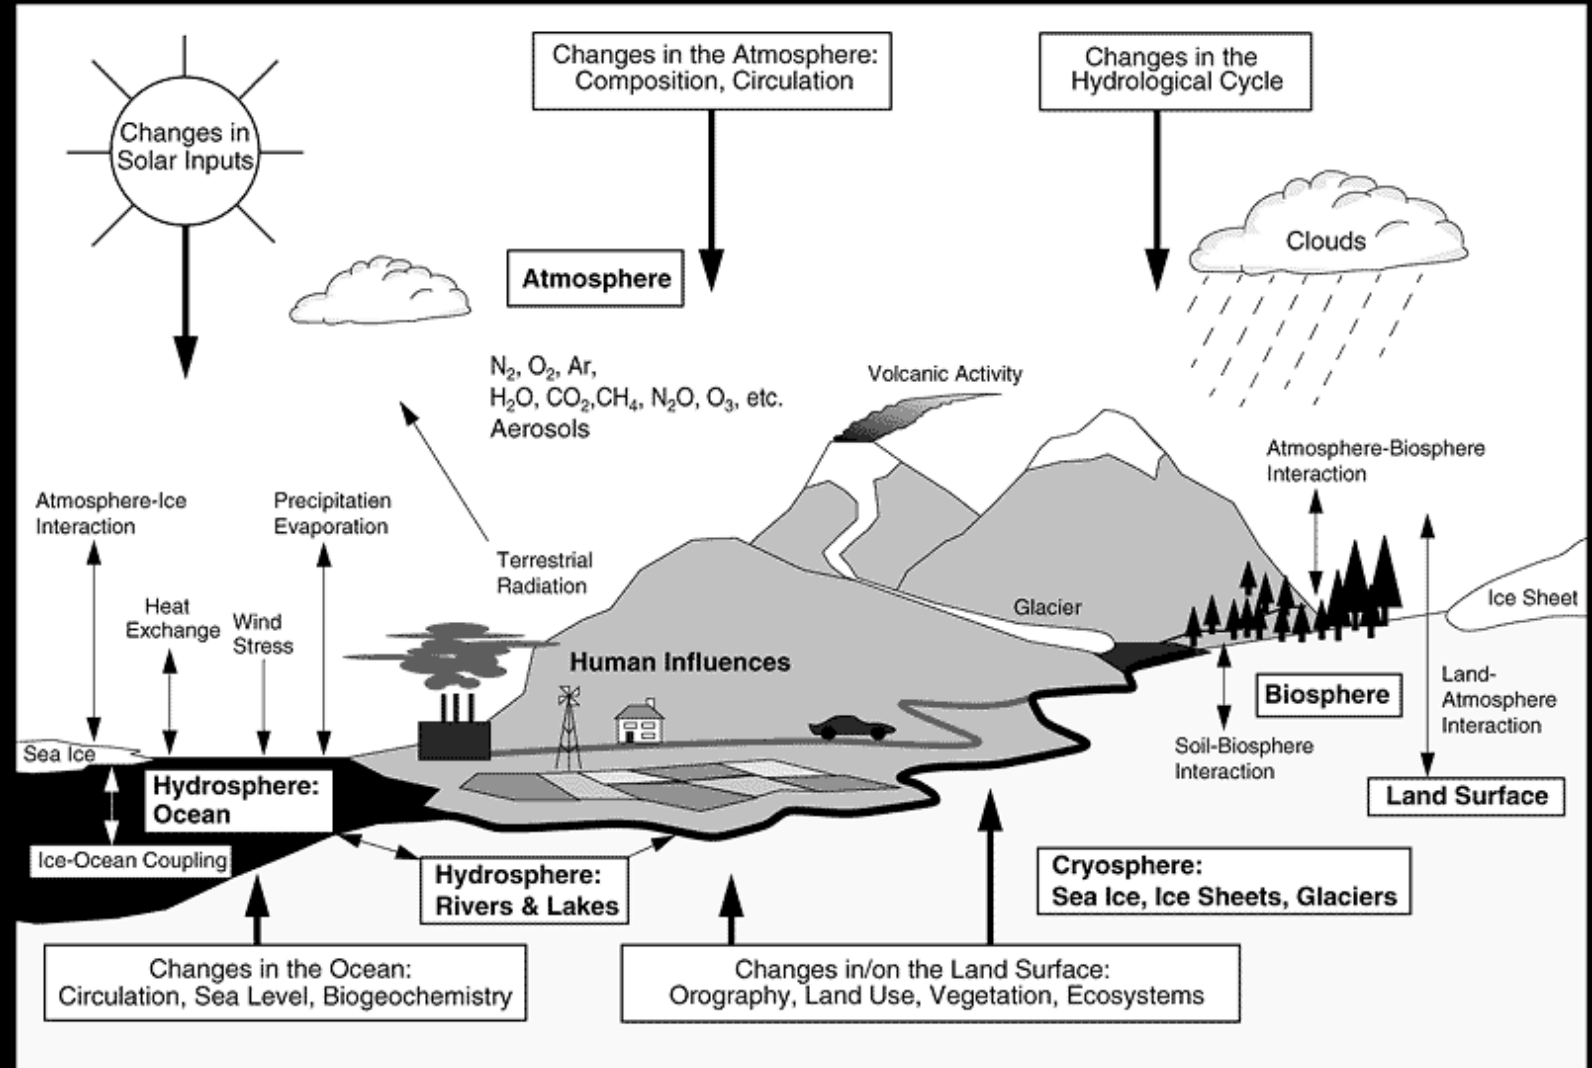 Changes in
Solar Inputs
Changes in the Atmosphere:
Composition, Circulation
Changes in the
Hydrological Cycle
Clouds
Atmosphere
N₂, O₂, Ar,
H₂O, CO₂,CH₄, N₂O, O₃, etc.
Aerosols
Volcanic Activity
Atmosphere-Biosphere
Interaction
Atmosphere-Ice
Interaction
Precipitation
Evaporation
Terrestrial
Radiation
Heat
Exchange
Wind
Stress
Glacier
Ice Sheet
Human Influences
Biosphere
Land-
Atmosphere
Interaction
Soil-Biosphere
Interaction
Sea Ice
Hydrosphere:
Ocean
Land Surface
Ice-Ocean Coupling
Hydrosphere:
Rivers & Lakes
Cryosphere:
Sea Ice, Ice Sheets, Glaciers
Changes in the Ocean:
Circulation, Sea Level, Biogeochemistry
Changes in/on the Land Surface:
Orography, Land Use, Vegetation, Ecosystems